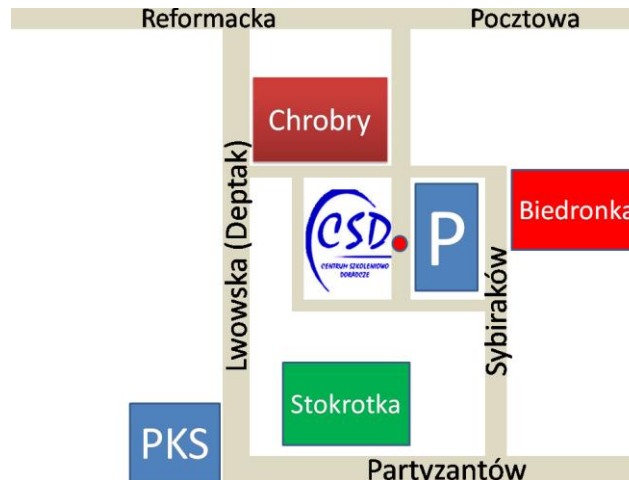 Reformacka
Pocztowa
Chrobry
Lwowska (Deptak)
CSD
CENTRUM SZKOLENIOWO
DORADCZE
P
Biedronka
Sybiraków
Stokrotka
PKS
Partyzantów